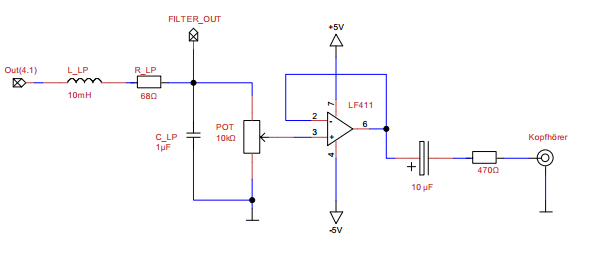 FILTER_OUT
+5V
Out(4.1)
L_LP
R_LP
10mH
68Ω
7
LF411
2
-
6
3
+
4
C_LP
1µF
POT
10kΩ
Kopfhörer
+
10 µF
470Ω
-5V